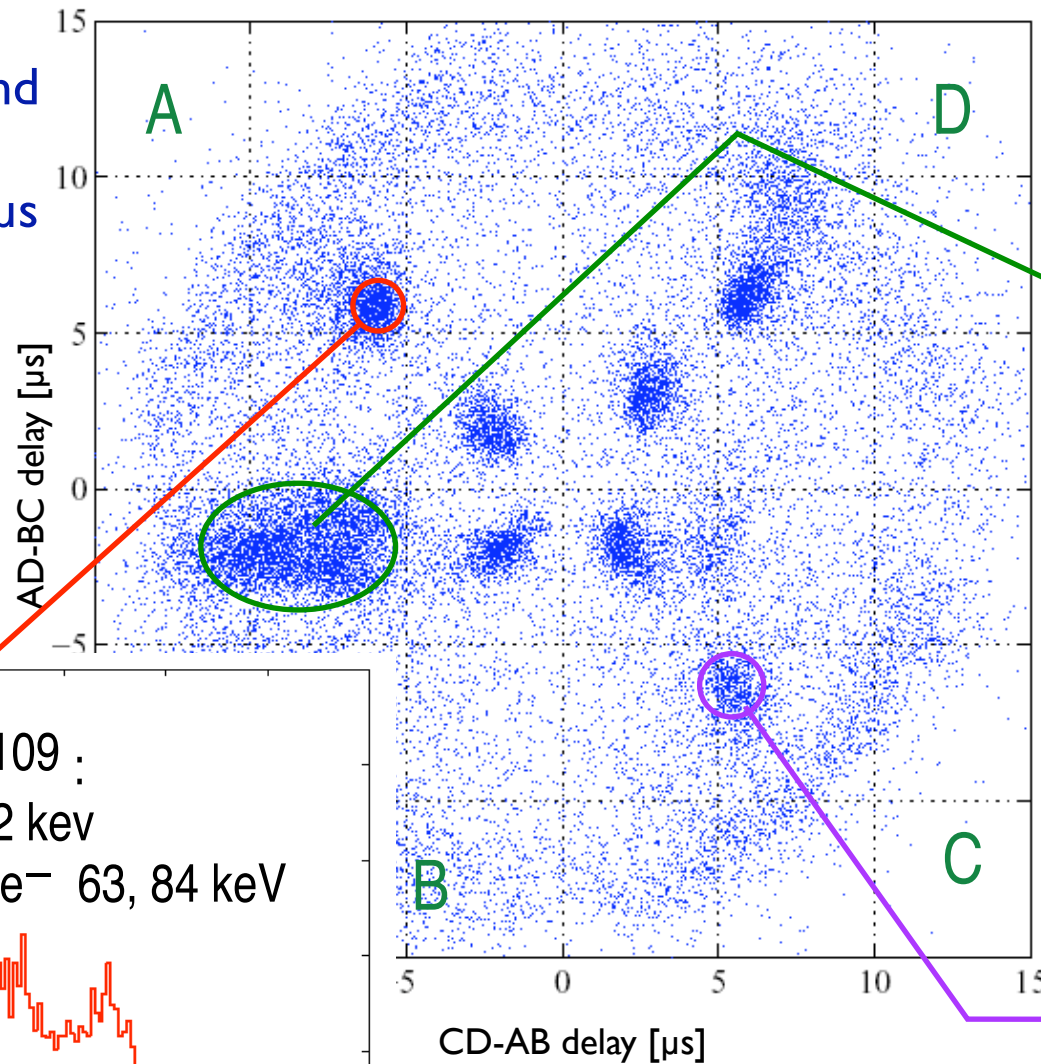 15
nd
A
D
10
us
5
AD-BC delay [µs]
0
−5
109 :
2 kev
e− 63, 84 keV
B
C
-5 0 5 10 15
CD-AB delay [µs]